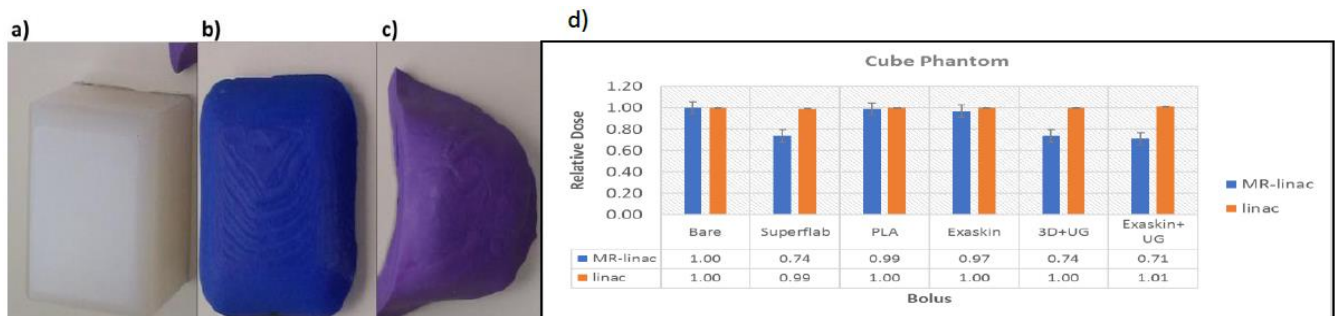 a)
b)
c)
d)
Cube Phantom
Relative Dose
1.20
1.00
0.80
0.60
0.40
0.20
0.00
Bare Superflab PLA Exaskin 3D+UG Exaskin+
UG
MR-linac 1.00 0.74 0.99 0.97 0.74 0.71
linac 1.00 0.99 1.00 1.00 1.00 1.01
Bolus
MR-linac
linac